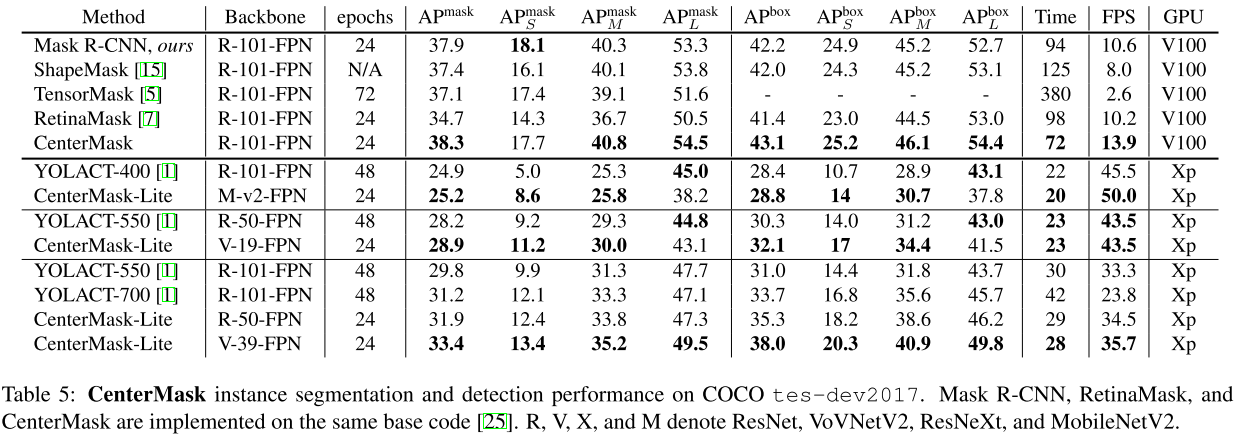 Method Backbone epochs AP^mask AP_S^mask AP_M^mask AP_L^mask AP^box AP_S^box AP_M^box AP_L^box Time FPS GPU
Mask R-CNN, ours R-101-FPN 24 37.9 18.1 40.3 53.3 42.2 24.9 45.2 52.7 94 10.6 V100
ShapeMask [15] R-101-FPN N/A 37.4 16.1 40.1 53.8 42.0 24.3 45.2 53.1 125 8.0 V100
TensorMask [5] R-101-FPN 72 37.1 17.4 39.1 51.6 - - - - 380 2.6 V100
RetinaMask [7] R-101-FPN 24 34.7 14.3 36.7 50.5 41.4 23.0 44.5 53.0 98 10.2 V100
CenterMask R-101-FPN 24 38.3 17.7 40.8 54.5 43.1 25.2 46.1 54.4 72 13.9 V100
YOLACT-400 [1] R-101-FPN 48 24.9 5.0 25.3 45.0 28.4 10.7 28.9 43.1 22 45.5 Xp
CenterMask-Lite M-v2-FPN 24 25.2 8.6 25.8 38.2 28.8 14 30.7 37.8 20 50.0 Xp
YOLACT-550 [1] R-50-FPN 48 28.2 9.2 29.3 44.8 30.3 14.0 31.2 43.0 23 43.5 Xp
CenterMask-Lite V-19-FPN 24 28.9 11.2 30.0 43.1 32.1 17 34.4 41.5 23 43.5 Xp
YOLACT-550 [1] R-101-FPN 48 29.8 9.9 31.3 47.7 31.0 14.4 31.8 43.7 30 33.3 Xp
YOLACT-700 [1] R-101-FPN 48 31.2 12.1 33.3 47.1 33.7 16.8 35.6 45.7 42 23.8 Xp
CenterMask-Lite R-50-FPN 24 31.9 12.4 33.8 47.3 35.3 18.2 38.6 46.2 29 34.5 Xp
CenterMask-Lite V-39-FPN 24 33.4 13.4 35.2 49.5 38.0 20.3 40.9 49.8 28 35.7 Xp
Table 5: CenterMask instance segmentation and detection performance on COCO tes-dev2017. Mask R-CNN, RetinaMask, and
CenterMask are implemented on the same base code [25]. R, V, X, and M denote ResNet, VoVNetV2, ResNeXt, and MobileNetV2.